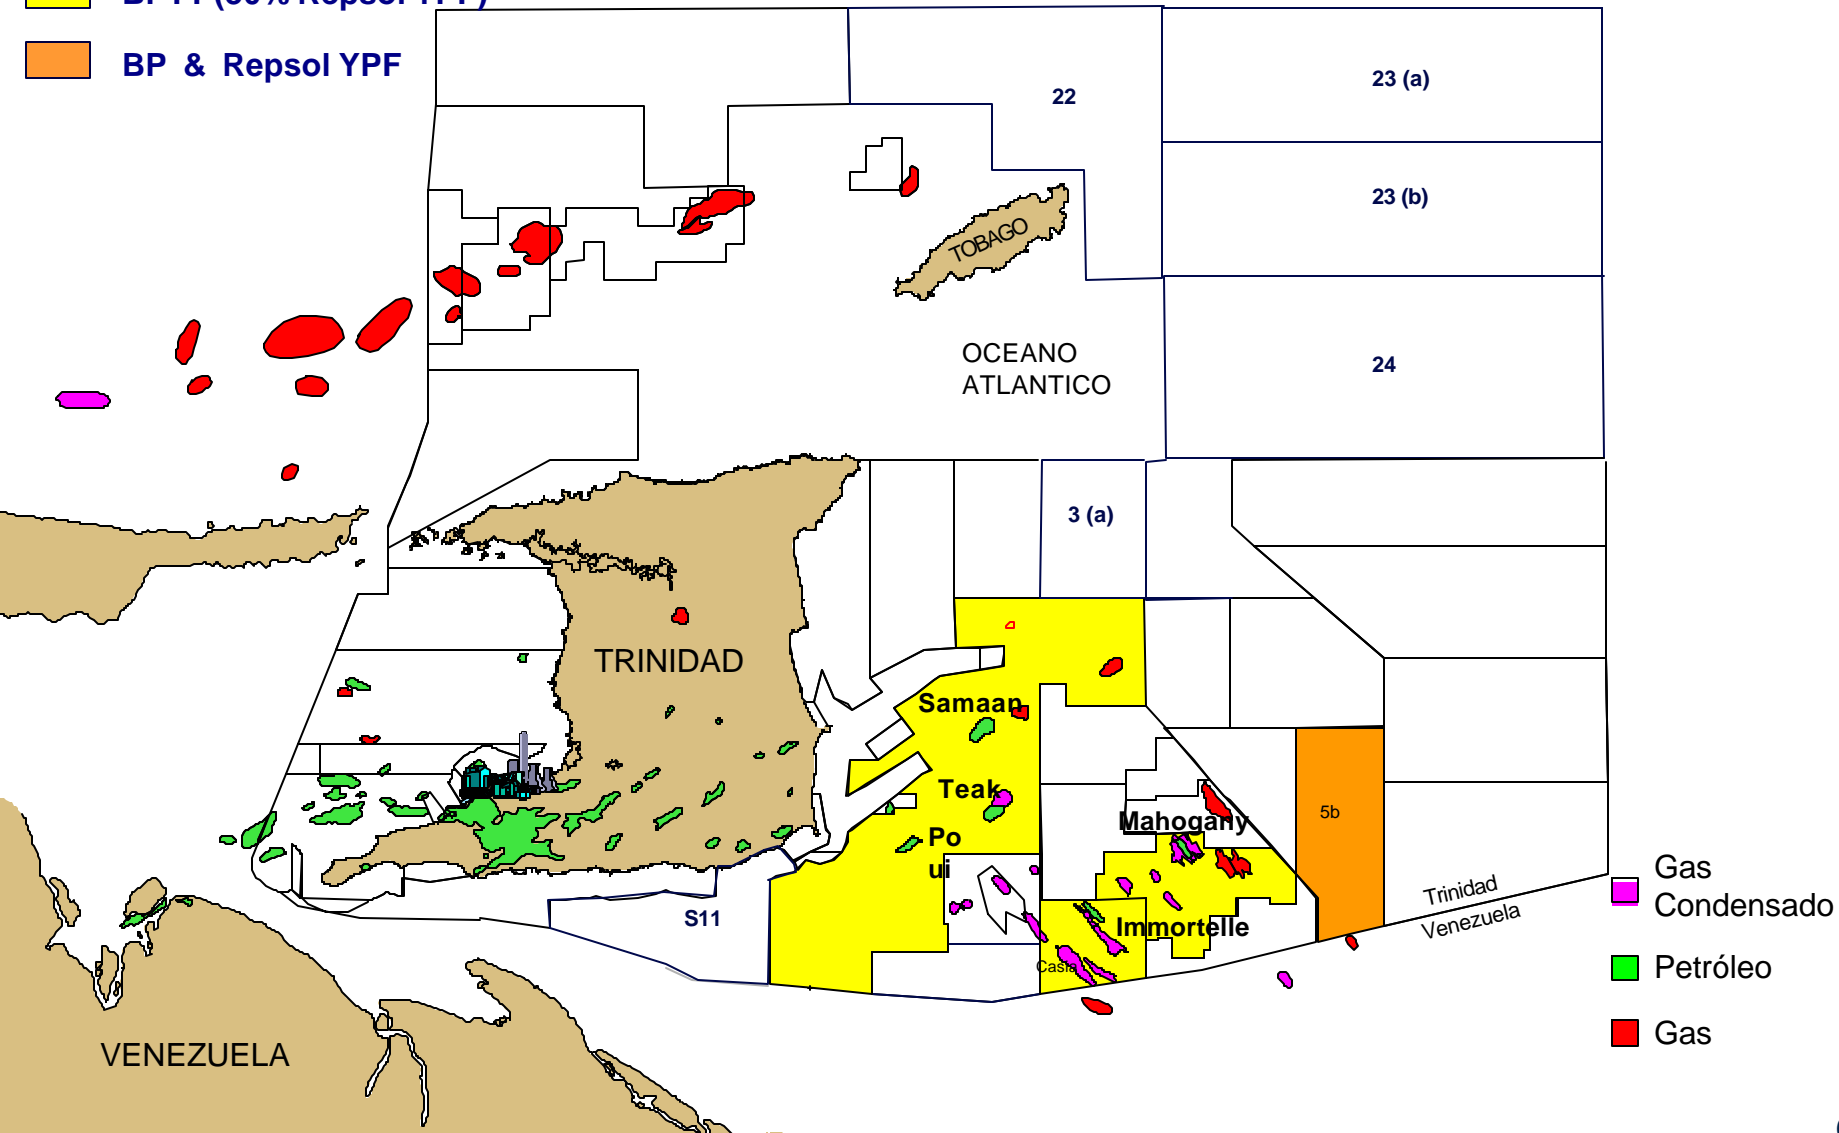 BP & Repsol YPF
22
23 (a)
23 (b)
TOBAGO
OCEANO
ATLANTICO
24
3 (a)
TRINIDAD
Samaan
Teak
Mahogany
5b
Po
ui
Gas
Condensado
Trinidad
Venezuela
S11
Immortelle
Casia
Petróleo
Gas
VENEZUELA